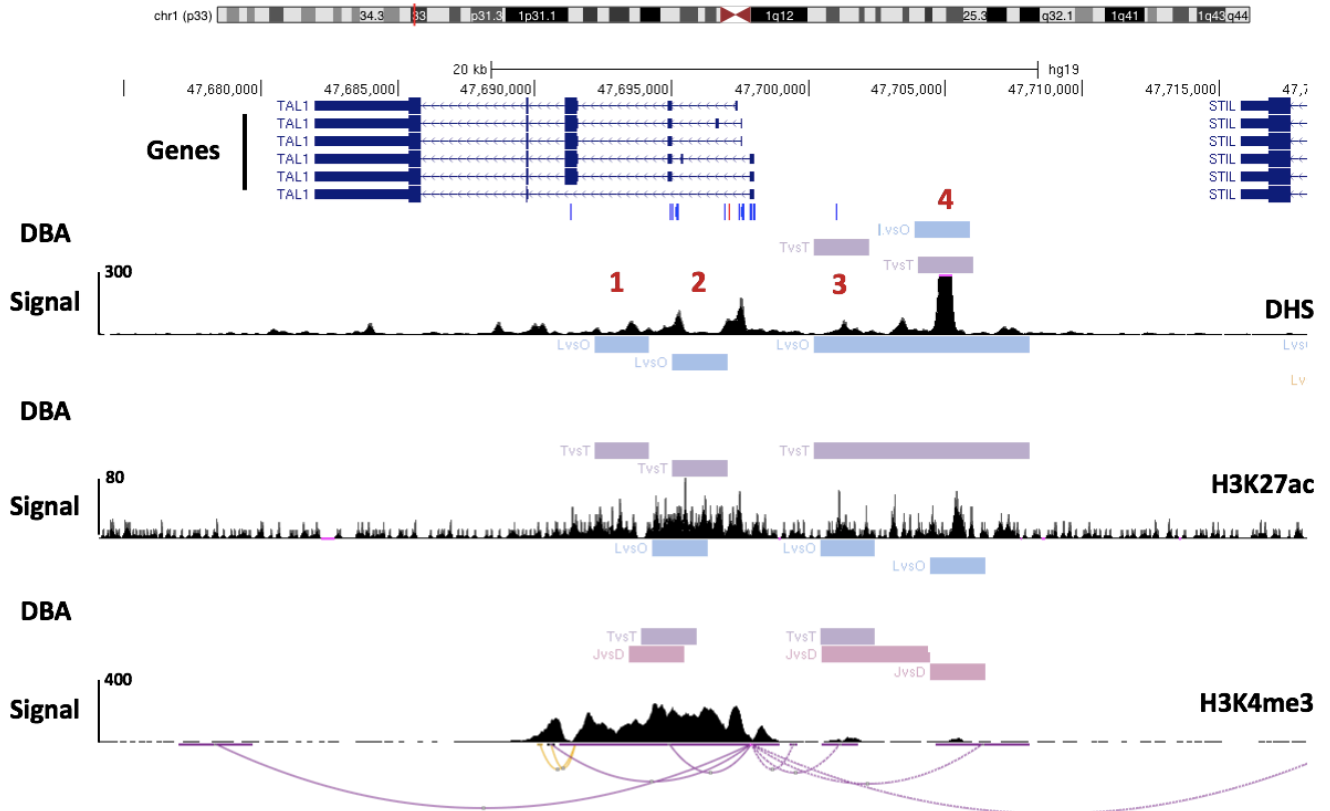 chr1 (p33) 34.3 33 p31.3 1p31.1 1q12 25.3 q32.1 1q41 1q43 q44
20 kb hg19
47,680,000 47,685,000 47,690,000 47,695,000 47,700,000 47,705,000 47,710,000 47,715,000 47,7
TAL1 STIL
TAL1 STIL
TAL1 STIL
TAL1 STIL
TAL1 STIL
TAL1 STIL
Genes
4
DBA LvsO
TvsT
TvsT
300
1 2 3
Signal DHS
LvsO LvsO Lvs
LvsO
Lv
DBA
TvsT TvsT
TvsT
80
Signal H3K27ac
LvsO LvsO
LvsO
DBA
TvsT TvsT
JvsD JvsD
JvsD
400
Signal H3K4me3